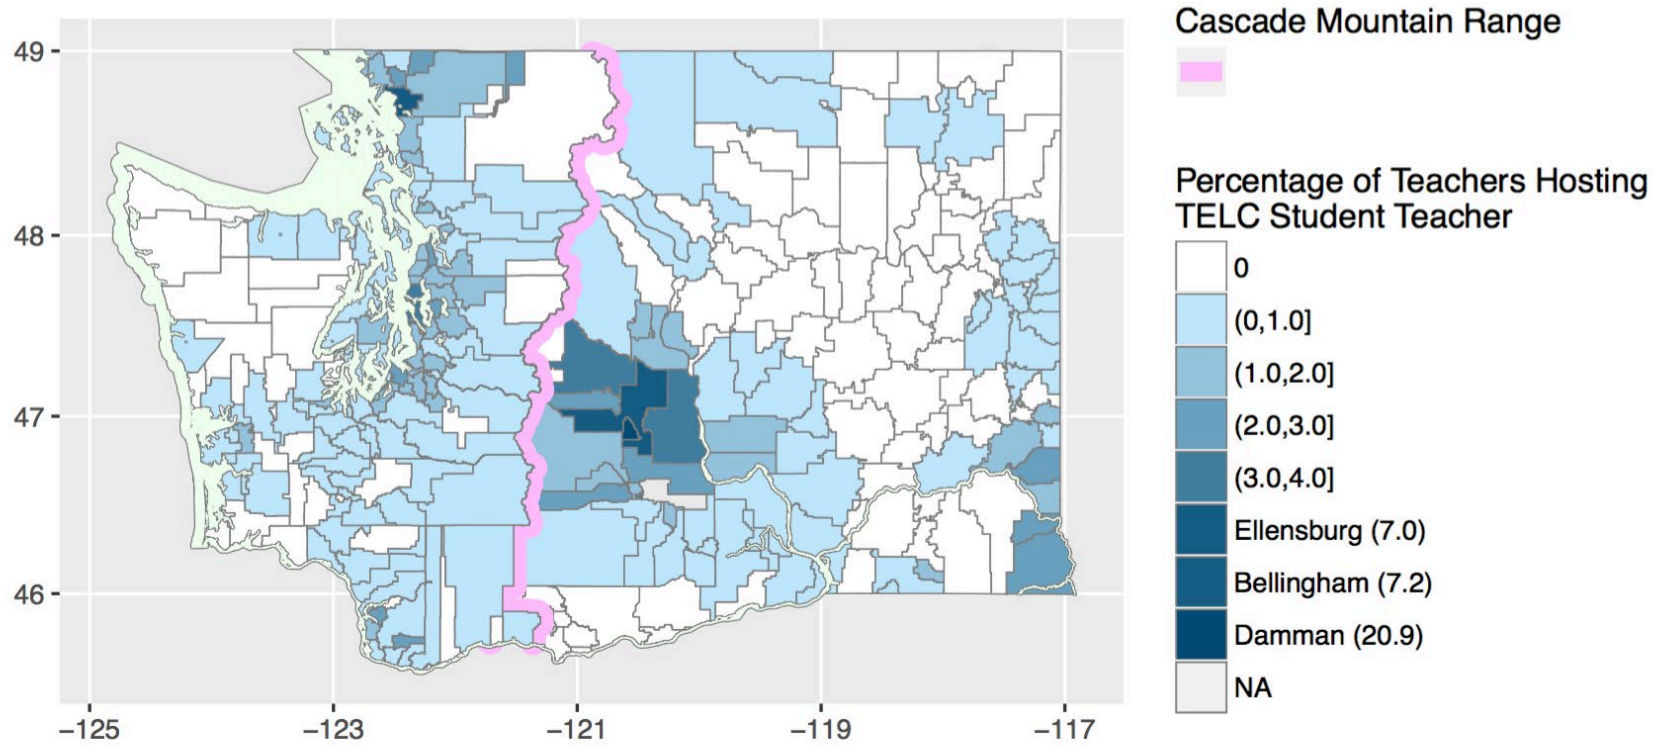 Cascade Mountain Range
Percentage of Teachers Hosting
TELC Student Teacher
0
(0,1.0]
(1.0,2.0]
(2.0,3.0]
(3.0,4.0]
Ellensburg (7.0)
Bellingham (7.2)
Damman (20.9)
NA
49
48
47
46
−125
−123
−121
−119
−117